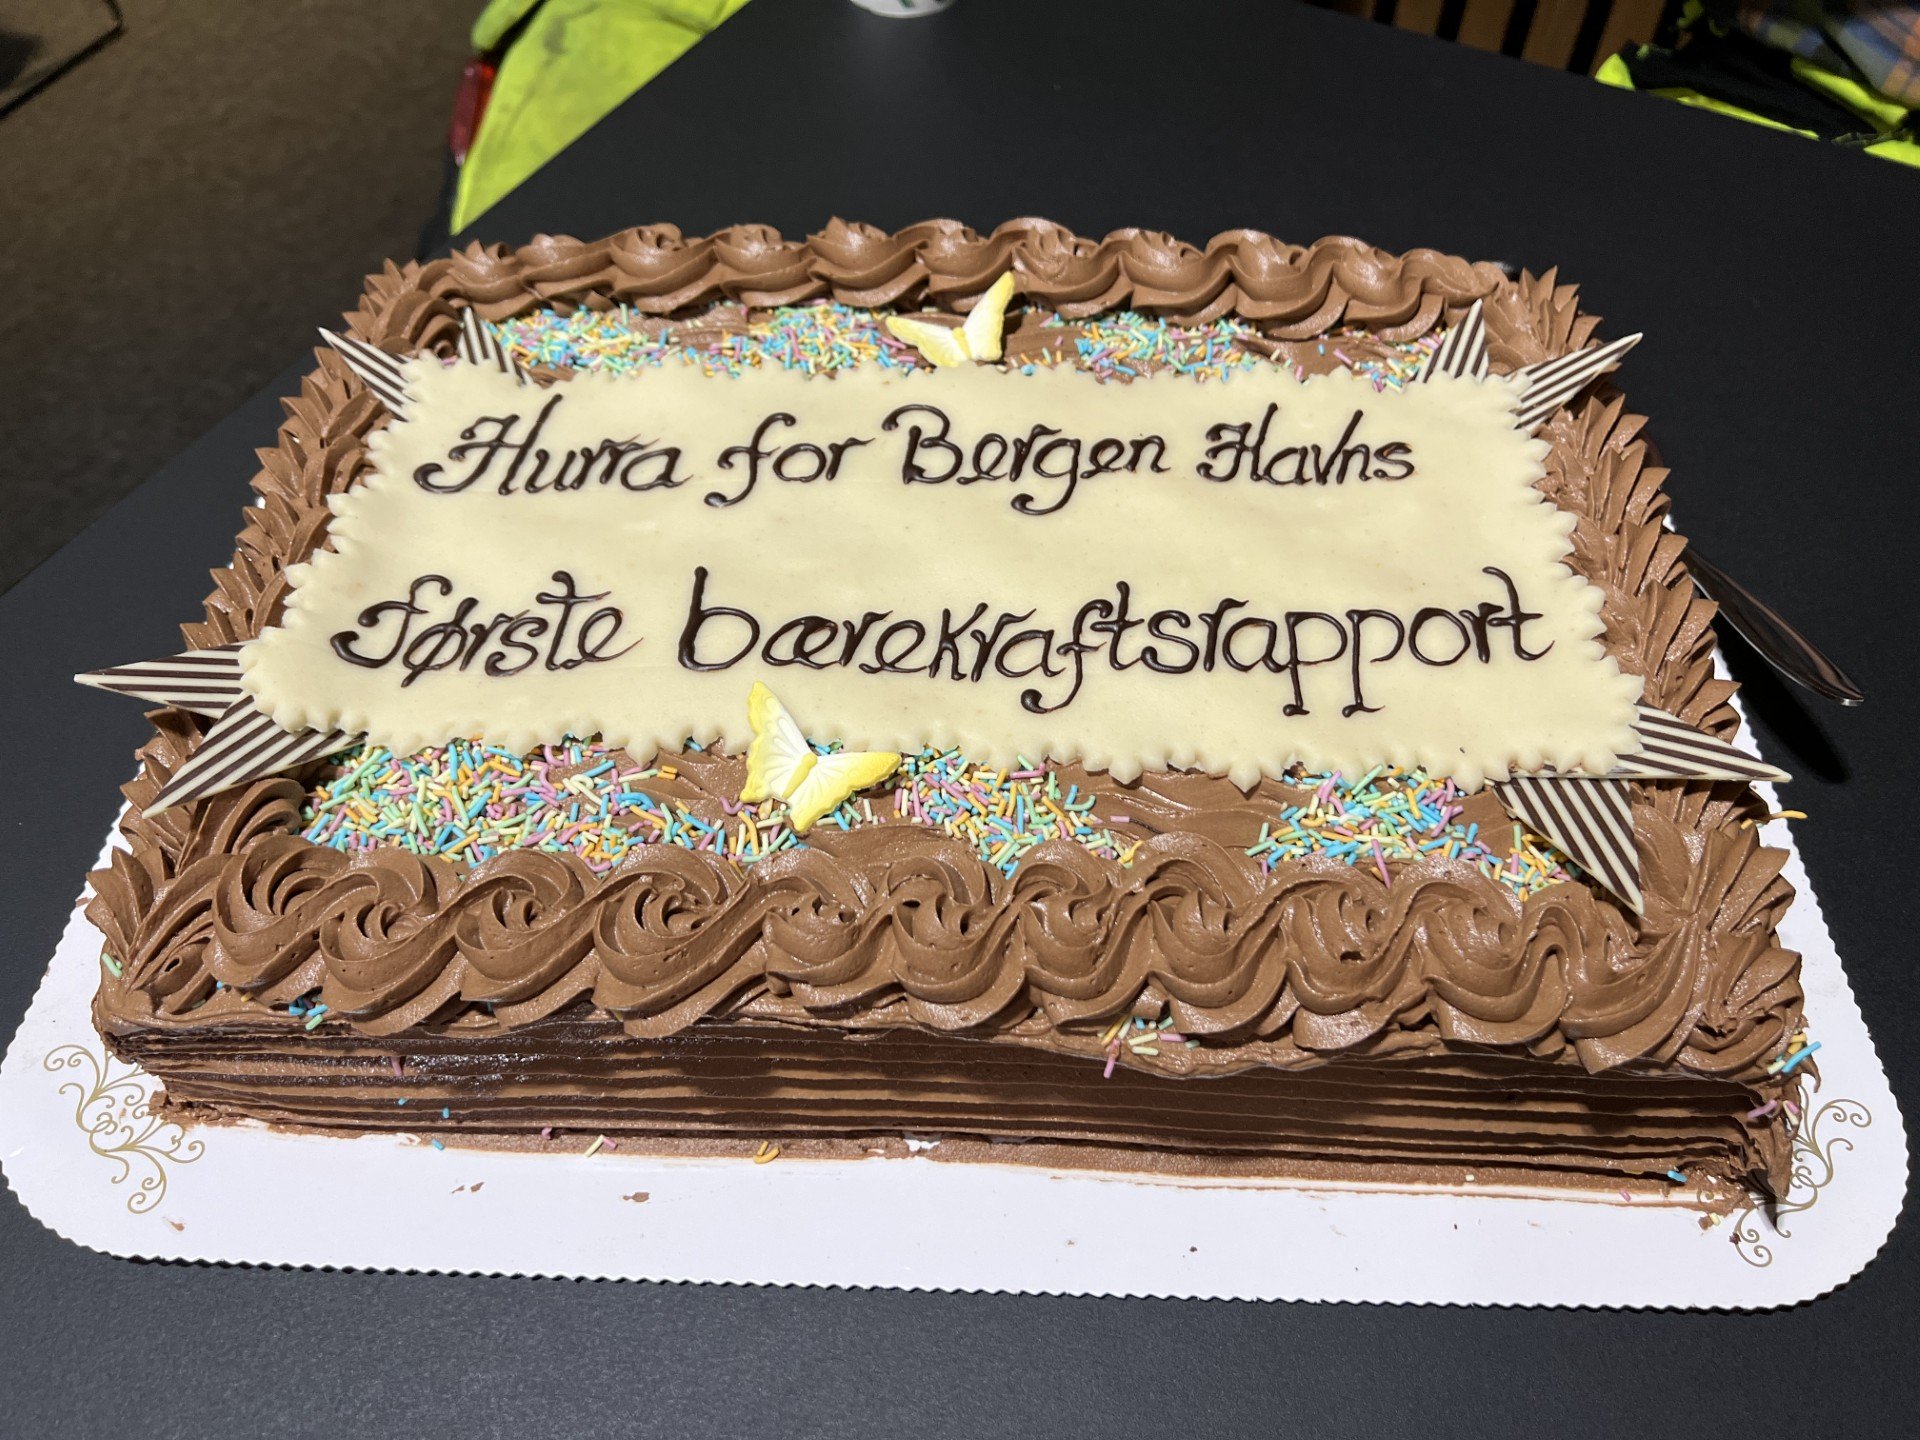 Hurra for Bergen Havns
Første bærekraftsrapport